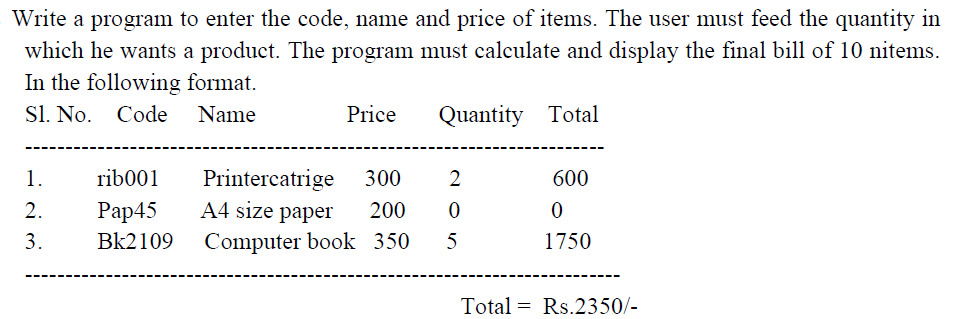 Write a program to enter the code, name and price of items. The user must feed the quantity in
which he wants a product. The program must calculate and display the final bill of 10 nitems.
In the following format.
Sl. No. Code Name Price Quantity Total
------------------------------------------------------------------------
1. rib001 Printercatrige 300 2 600
2. Pap45 A4 size paper 200 0 0
3. Bk2109 Computer book 350 5 1750
--------------------------------------------------------------------------
Total = Rs.2350/-